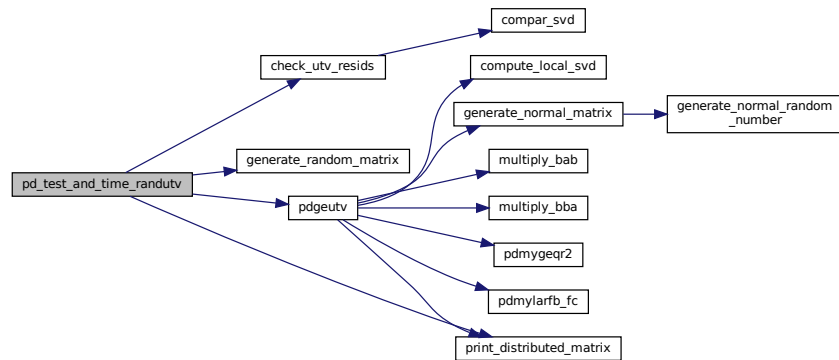 compar_svd
check_utv_resids
compute_local_svd
generate_normal_matrix
generate_normal_random
_number
generate_random_matrix
multiply_bab
pd_test_and_time_randutv
pdgeutv
multiply_bba
pdmygeqr2
pdmylarfb_fc
print_distributed_matrix